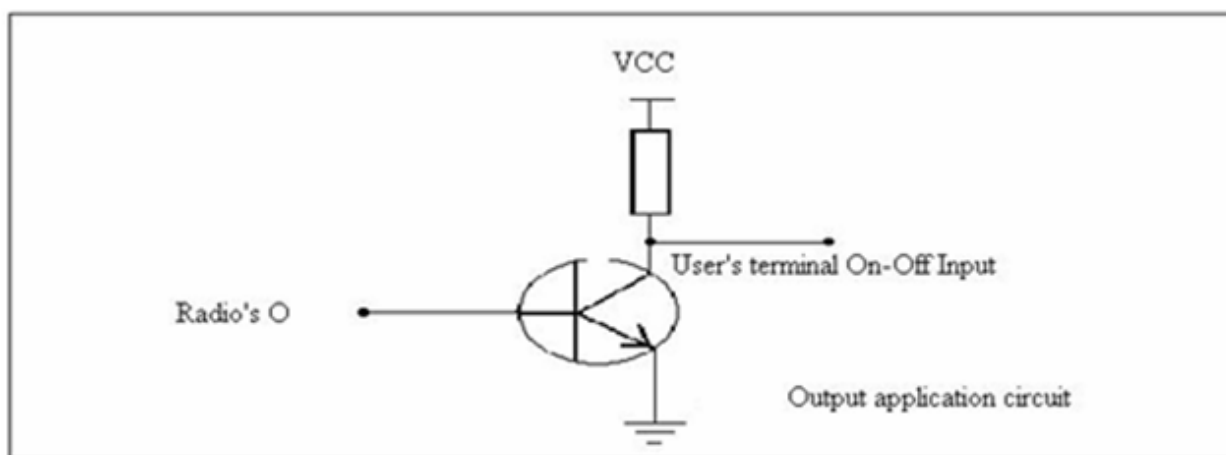 VCC
User's terminal On-Off Input
Radio's O
Output application circuit